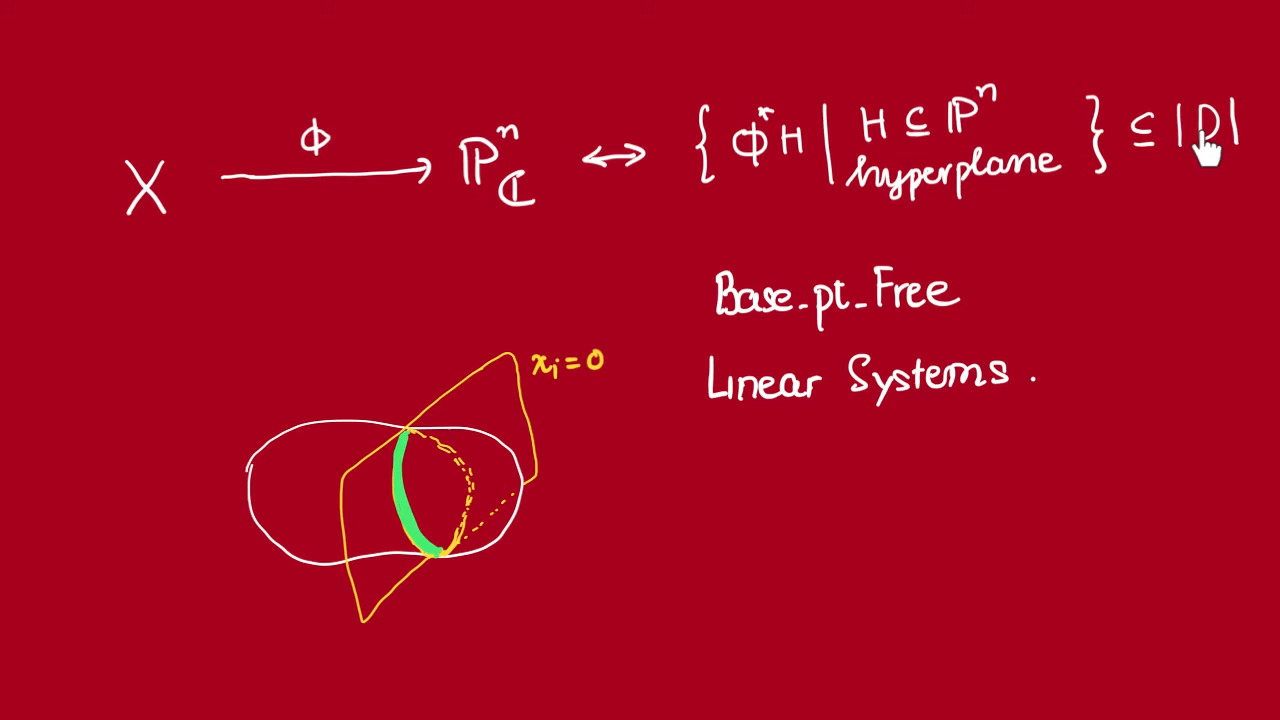 X —ϕ→ ℙⁿ_ℂ ↔ { ϕ*H | H ⊆ ℙⁿ hyperplane } ⊆ |D|
Base-pt-Free
Linear Systems.
xᵢ=0